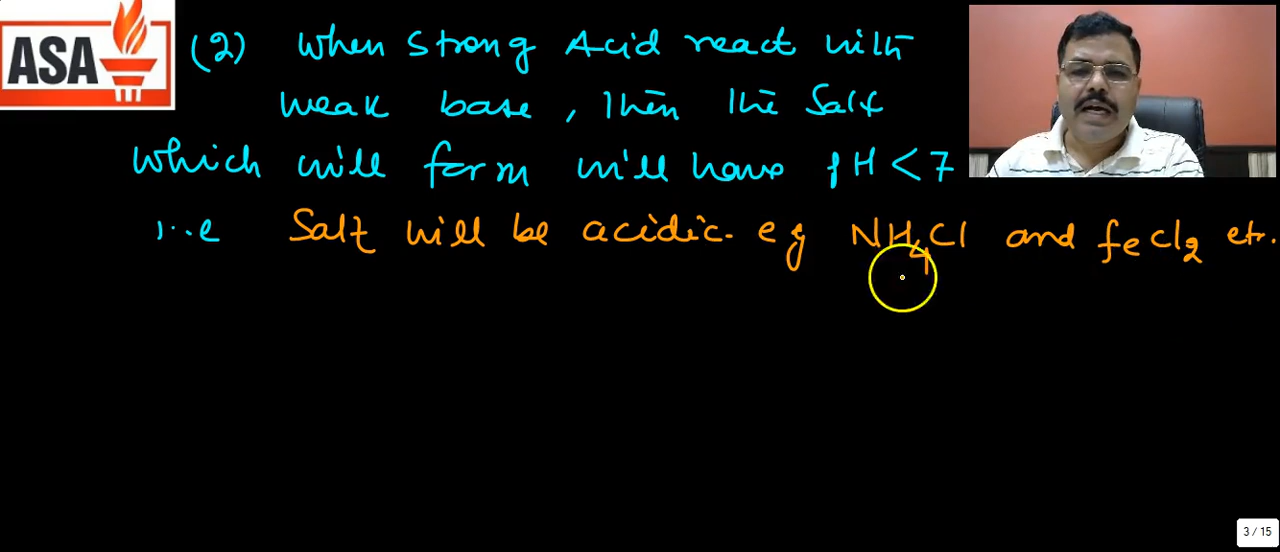 ASA
(2) When Strong Acid react with
weak base, Then The Salt
which will form will have pH < 7
i.e Salt will be acidic. eg NH4Cl and FeCl2 etc.
3 / 15